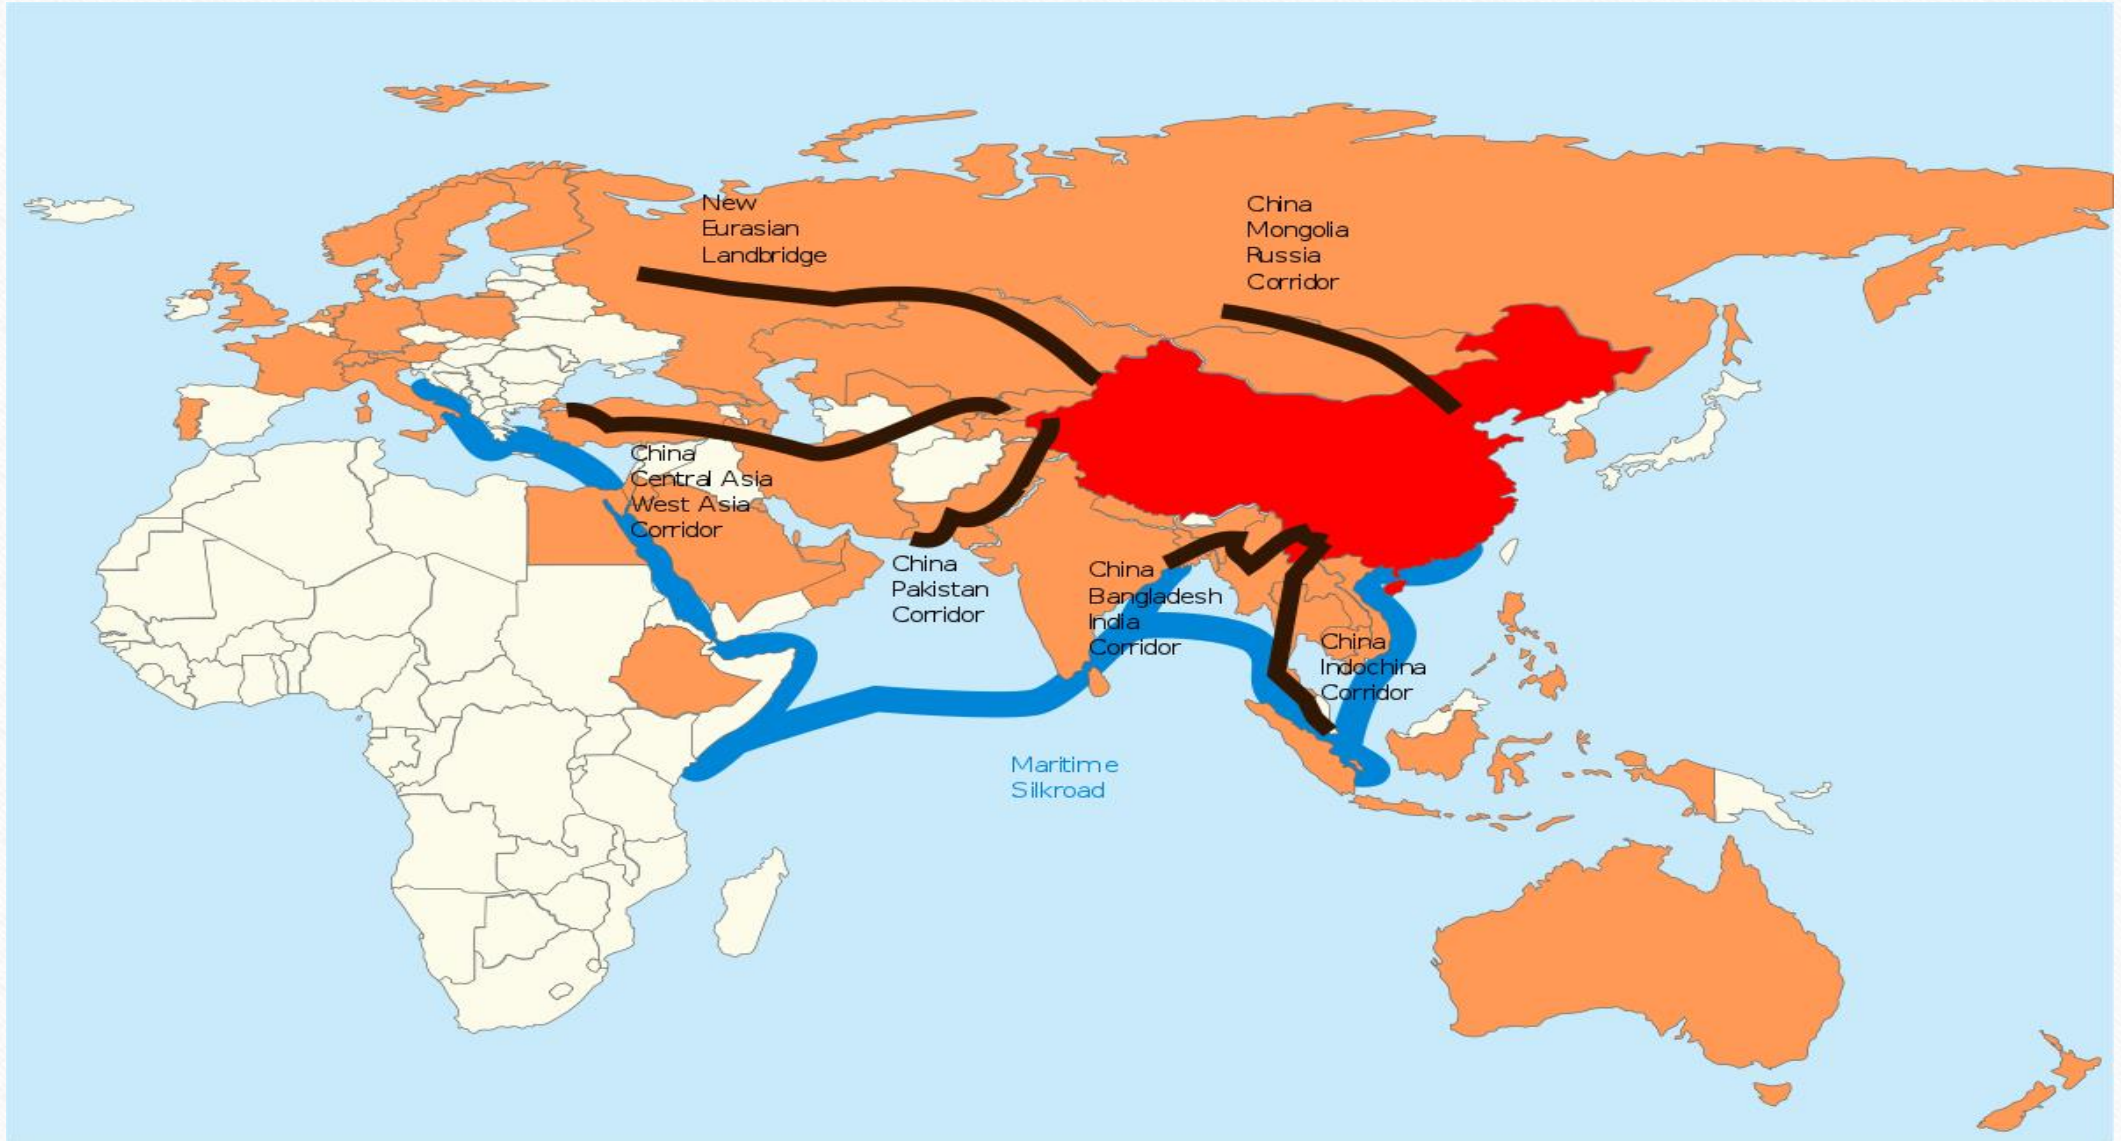 New
Eurasian
Landbridge
China
Mongolia
Russia
Corridor
China
Central Asia
West Asia
Corridor
China
Pakistan
Corridor
China
Bangladesh
India
Corridor
China
Indochina
Corridor
Maritime
Silkroad